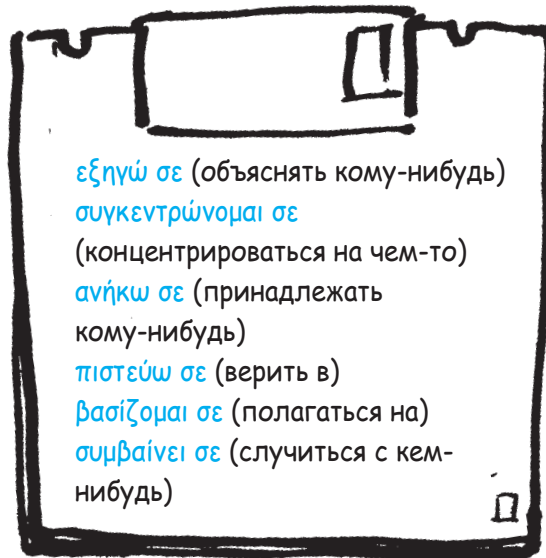 εξηγώ σε (объяснять кому-нибудь)
συγκεντρώνομαι σε
(концентрироваться на чем-то)
ανήκω σε (принадлежать
кому-нибудь)
πιστεύω σε (верить в)
βασίζομαι σε (полагаться на)
συμβαίνει σε (случиться с кем-
нибудь)